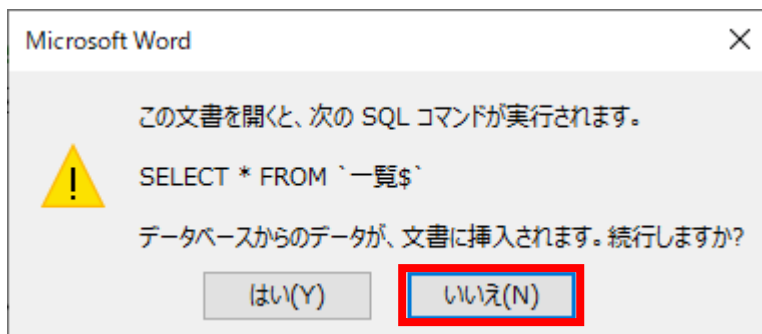 Microsoft Word
この文書を開くと、次の SQL コマンドが実行されます。
SELECT * FROM `一覧$`
データベースからのデータが、文書に挿入されます。続行しますか?
はい(Y)
いいえ(N)